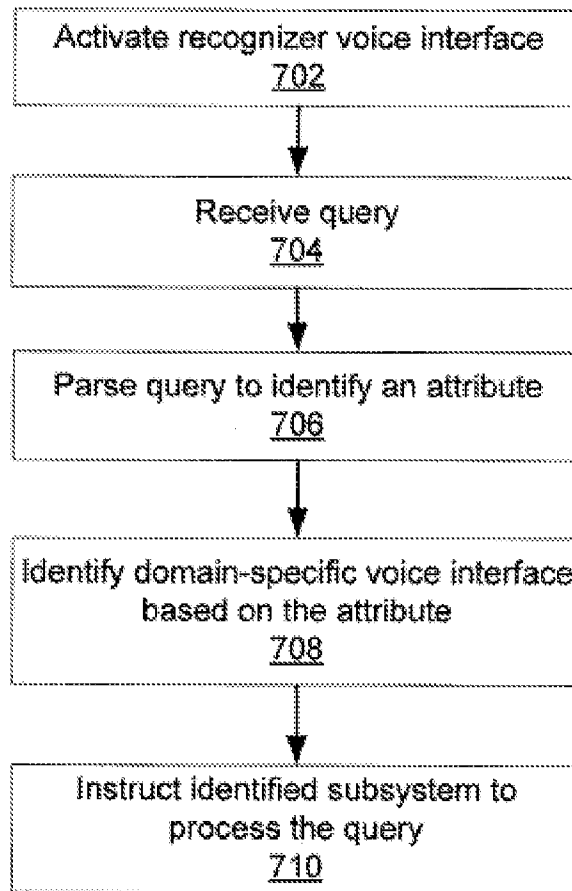 Activate recognizer voice interface
702
Receive query
704
Parse query to identify an attribute
706
Identify domain-specific voice interface
based on the attribute
708
Instruct identified subsystem to
process the query
710